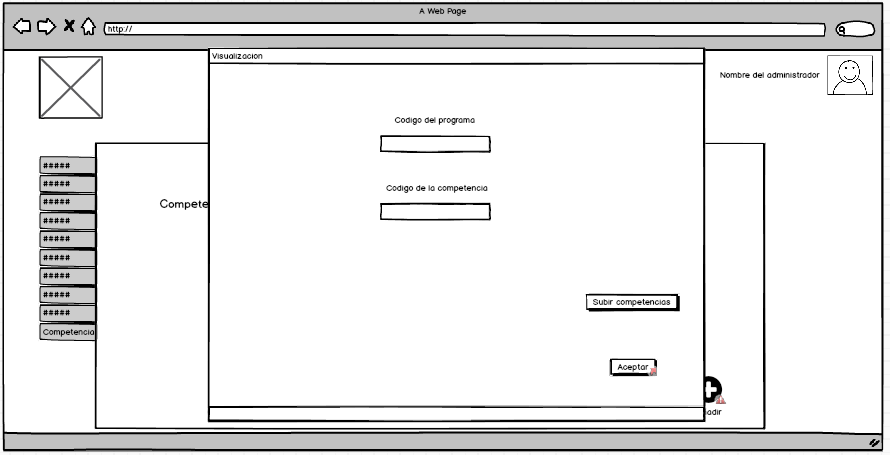 A Web Page
http://
Visualizacion
Nombre del administrador
Codigo del programa
#####
#####
#####
#####
#####
#####
#####
#####
#####
Competencia
Compete
Codigo de la competencia
Subir competencias
Aceptar
adir